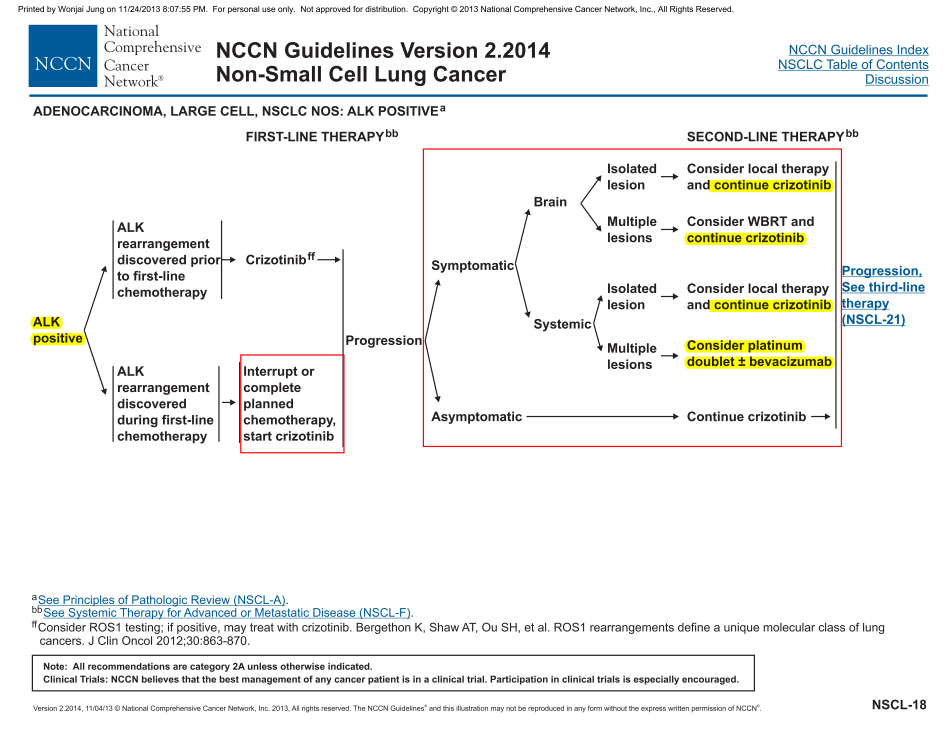 Printed by Wonjai Jung on 11/24/2013 8:07:55 PM. For personal use only. Not approved for distribution. Copyright © 2013 National Comprehensive Cancer Network, Inc., All Rights Reserved.
NCCN
National
Comprehensive
Cancer
Network®
NCCN Guidelines Version 2.2014
Non-Small Cell Lung Cancer
NCCN Guidelines Index
NSCLC Table of Contents
Discussion
ADENOCARCINOMA, LARGE CELL, NSCLC NOS: ALK POSITIVE a
FIRST-LINE THERAPY bb
SECOND-LINE THERAPY bb
ALK
positive
ALK
rearrangement
discovered prior
to first-line
chemotherapy
Crizotinib ff
ALK
rearrangement
discovered
during first-line
chemotherapy
Interrupt or
complete
planned
chemotherapy,
start crizotinib
Progression
Symptomatic
Brain
Isolated
lesion
Consider local therapy
and continue crizotinib
Multiple
lesions
Consider WBRT and
continue crizotinib
Systemic
Isolated
lesion
Consider local therapy
and continue crizotinib
Multiple
lesions
Consider platinum
doublet ± bevacizumab
Asymptomatic
Continue crizotinib
Progression,
See third-line
therapy
(NSCL-21)
a See Principles of Pathologic Review (NSCL-A).
bb See Systemic Therapy for Advanced or Metastatic Disease (NSCL-F).
ff Consider ROS1 testing; if positive, may treat with crizotinib. Bergethon K, Shaw AT, Ou SH, et al. ROS1 rearrangements define a unique molecular class of lung
cancers. J Clin Oncol 2012;30:863-870.
Note: All recommendations are category 2A unless otherwise indicated.
Clinical Trials: NCCN believes that the best management of any cancer patient is in a clinical trial. Participation in clinical trials is especially encouraged.
Version 2.2014, 11/04/13 © National Comprehensive Cancer Network, Inc. 2013, All rights reserved. The NCCN Guidelines® and this illustration may not be reproduced in any form without the express written permission of NCCN®.
NSCL-18